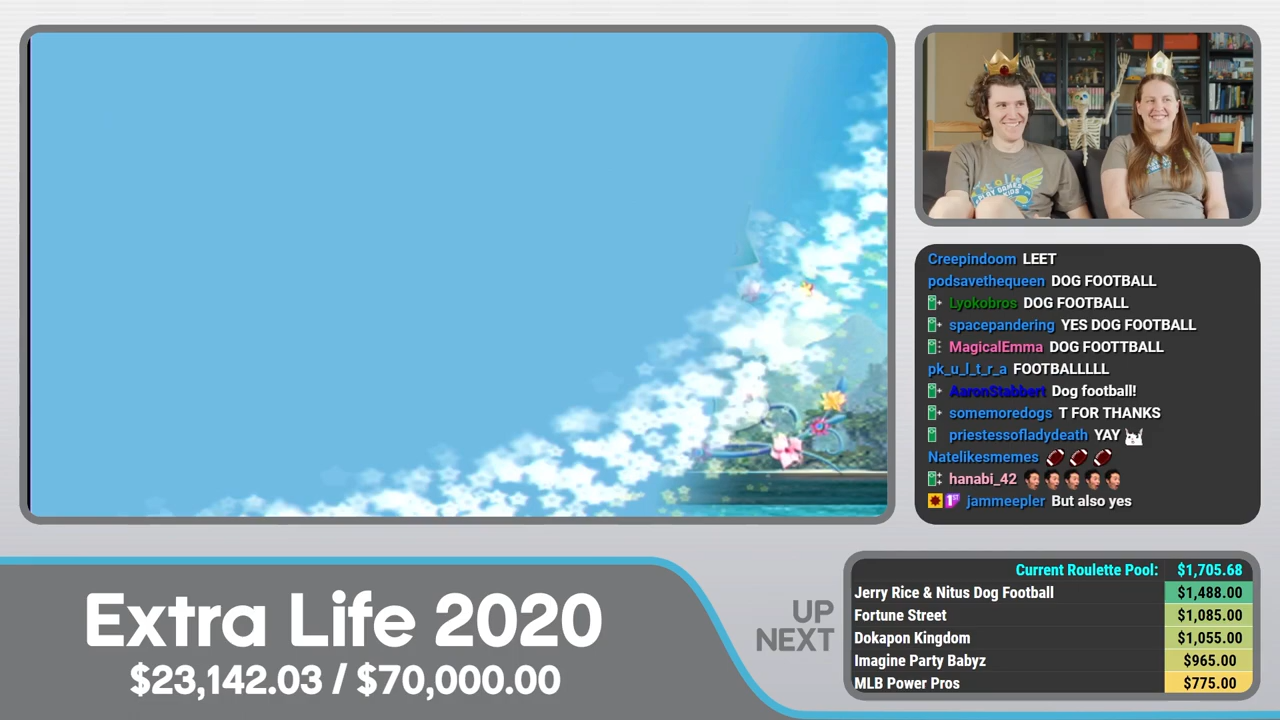 Creepindoom LEET
podsavethequeen DOG FOOTBALL
Lyokobros DOG FOOTBALL
spacepandering YES DOG FOOTBALL
MagicalEmma DOG FOOTTBALL
pk_u_l_t_r_a FOOTBALLLLL
AaronStabbert Dog football!
somemoredogs T FOR THANKS
priestessofladydeath YAY
Natelikesmemes
hanabi_42
1ST jammeepler But also yes
PLAY GAMES
KIDS
Extra Life 2020
$23,142.03 / $70,000.00
UP
NEXT
Current Roulette Pool: $1,705.68
Jerry Rice & Nitus Dog Football $1,488.00
Fortune Street $1,085.00
Dokapon Kingdom $1,055.00
Imagine Party Babyz $965.00
MLB Power Pros $775.00